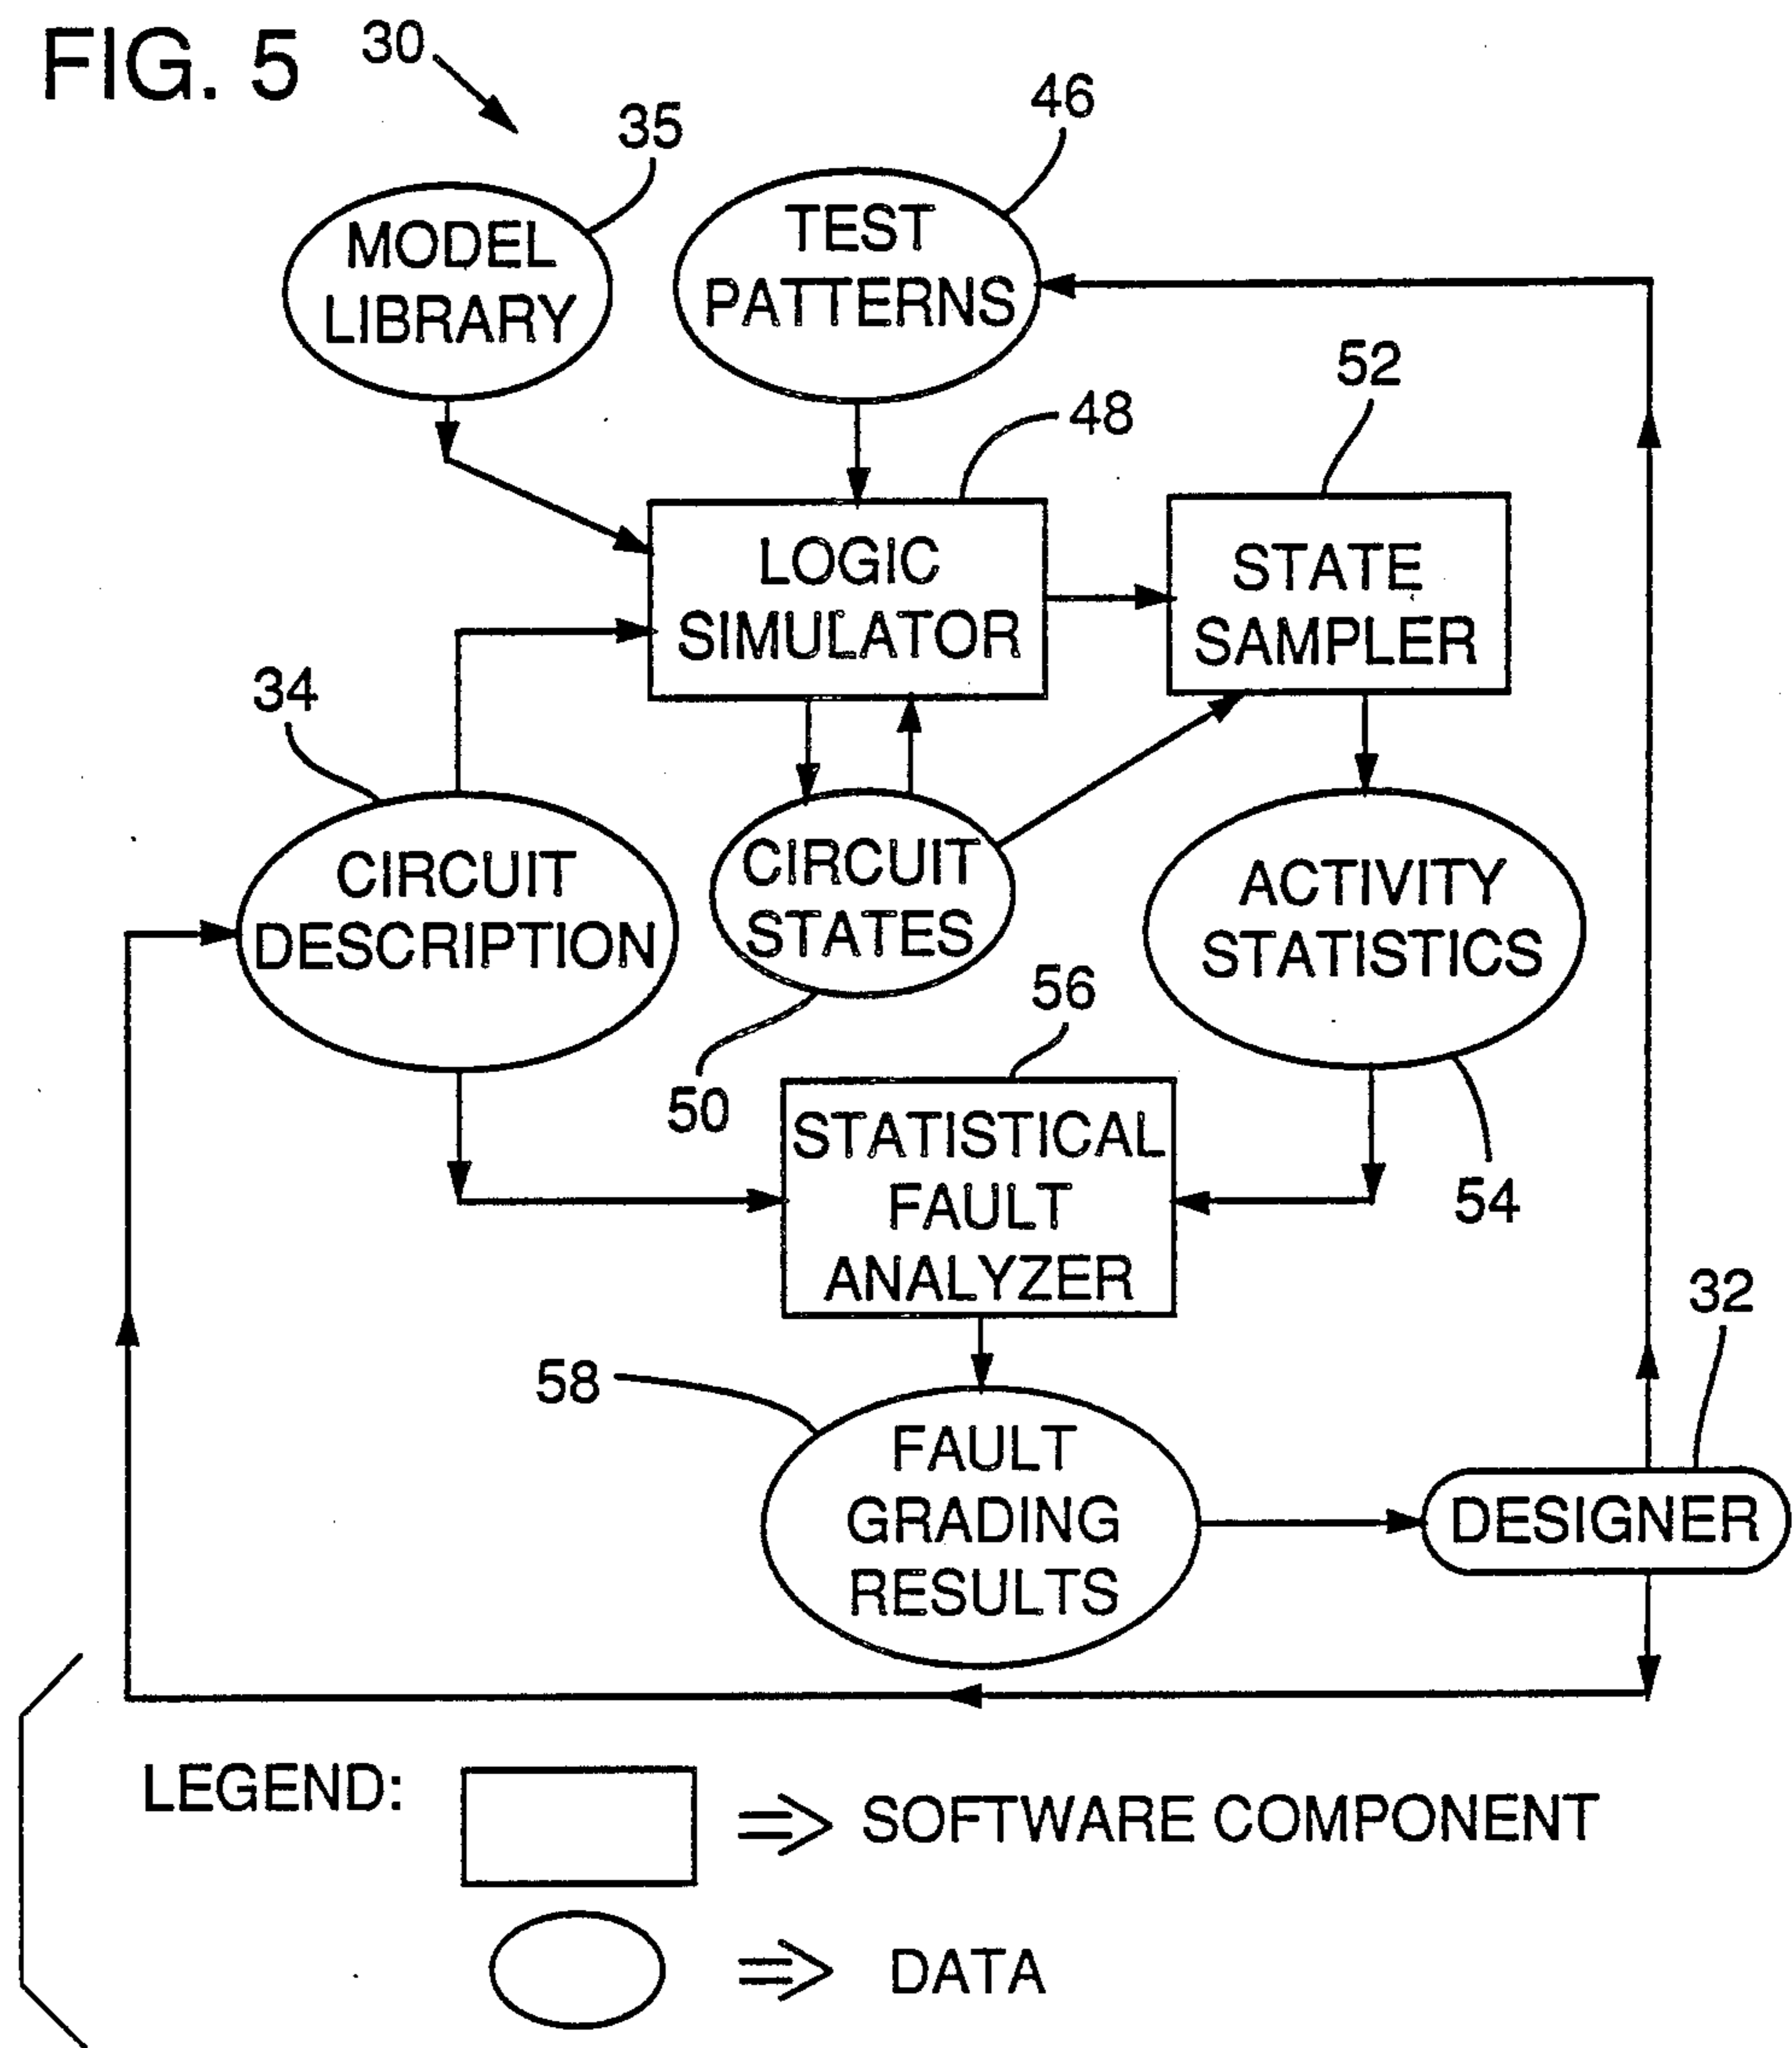 FIG. 5
30
35
46
MODEL
LIBRARY
TEST
PATTERNS
52
48
LOGIC
SIMULATOR
STATE
SAMPLER
34
CIRCUIT
DESCRIPTION
CIRCUIT
STATES
ACTIVITY
STATISTICS
56
50
STATISTICAL
FAULT
ANALYZER
54
32
58
FAULT
GRADING
RESULTS
DESIGNER
LEGEND:
⇒ SOFTWARE COMPONENT
⇒ DATA